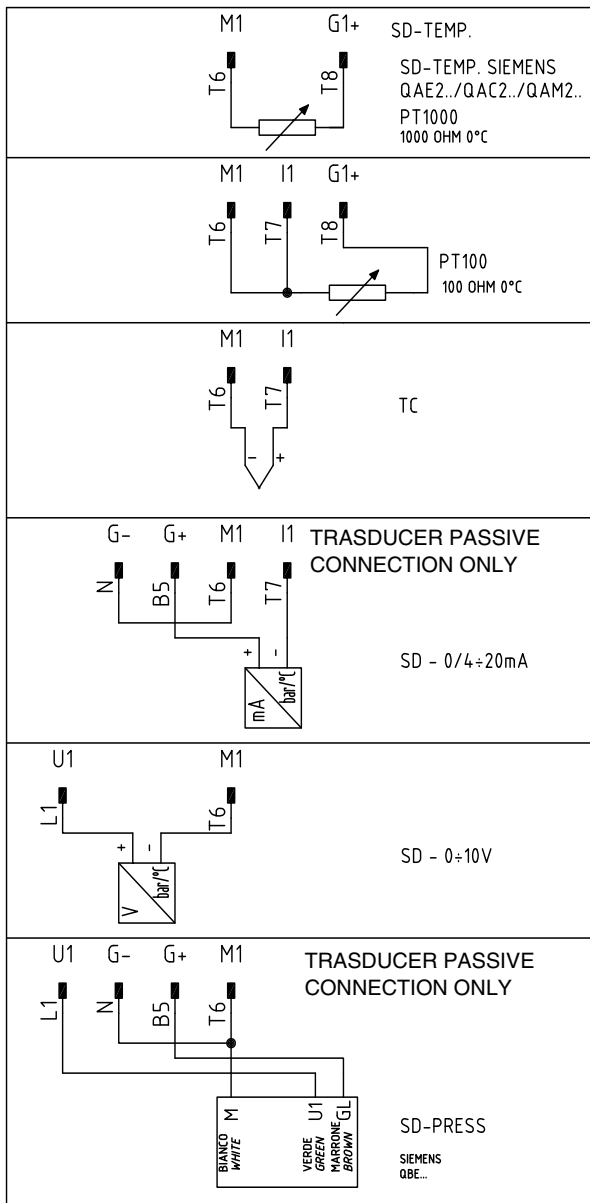 M1 G1+ SD-TEMP.
T6 T8
SD-TEMP. SIEMENS
QAE2../QAC2../QAM2..
PT1000
1000 OHM 0°C
M1 I1 G1+
T6 T7 T8
PT100
100 OHM 0°C
M1 I1
T6 T7
TC
- +
G- G+ M1 I1
TRASDUCER PASSIVE
CONNECTION ONLY
N B5 T6 T7
+ -
mA bar/°C
SD - 0/4÷20mA
U1 M1
L1 T6
+ -
V bar/°C
SD - 0÷10V
U1 G- G+ M1
TRASDUCER PASSIVE
CONNECTION ONLY
L1 N B5 T6
M U1 GL
BIANCO
WHITE
VERDE
GREEN
MARRONE
BROWN
SD-PRESS
SIEMENS
QBE...